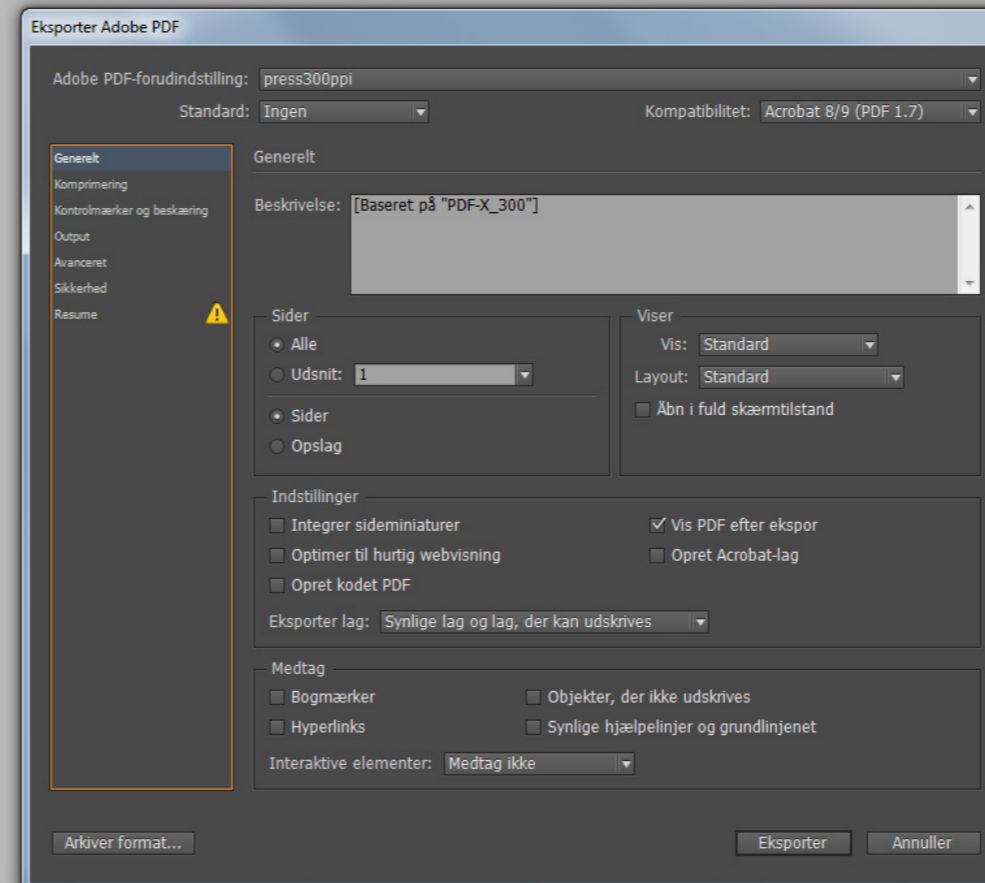 Eksporter Adobe PDF
Adobe PDF-forudindstilling: press300ppi
Standard: Ingen Kompatibilitet: Acrobat 8/9 (PDF 1.7)
Generelt
Komprimering
Kontrolmærker og beskæring
Output
Avanceret
Sikkerhed
Resume
Generelt
Beskrivelse: [Baseret på "PDF-X_300"]
Sider
Alle
Udsnit: 1
Sider
Opslag
Viser
Vis: Standard
Layout: Standard
Åbn i fuld skærmtilstand
Indstillinger
Integrer sideminiaturer Vis PDF efter ekspor
Optimer til hurtig webvisning Opret Acrobat-lag
Opret kodet PDF
Eksporter lag: Synlige lag og lag, der kan udskrives
Medtag
Bogmærker Objekter, der ikke udskrives
Hyperlinks Synlige hjælpelinjer og grundlinjenet
Interaktive elementer: Medtag ikke
Arkiver format... Eksporter Annuller